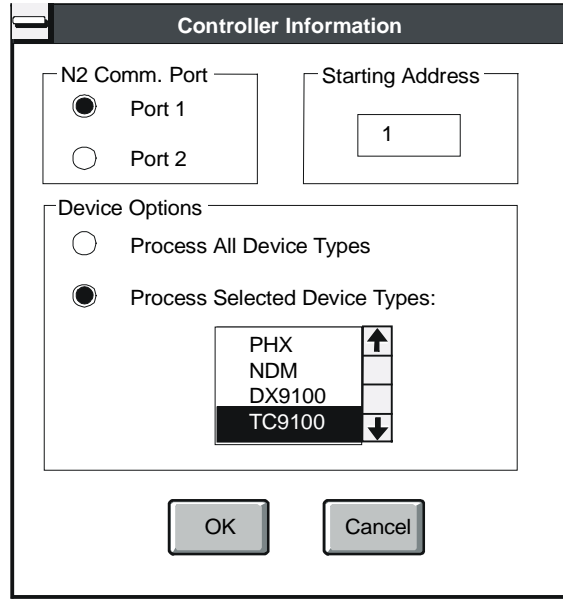 Controller Information
N2 Comm. Port
Starting Address
Port 1
1
Port 2
Device Options
Process All Device Types
Process Selected Device Types:
PHX
NDM
DX9100
TC9100
OK
Cancel